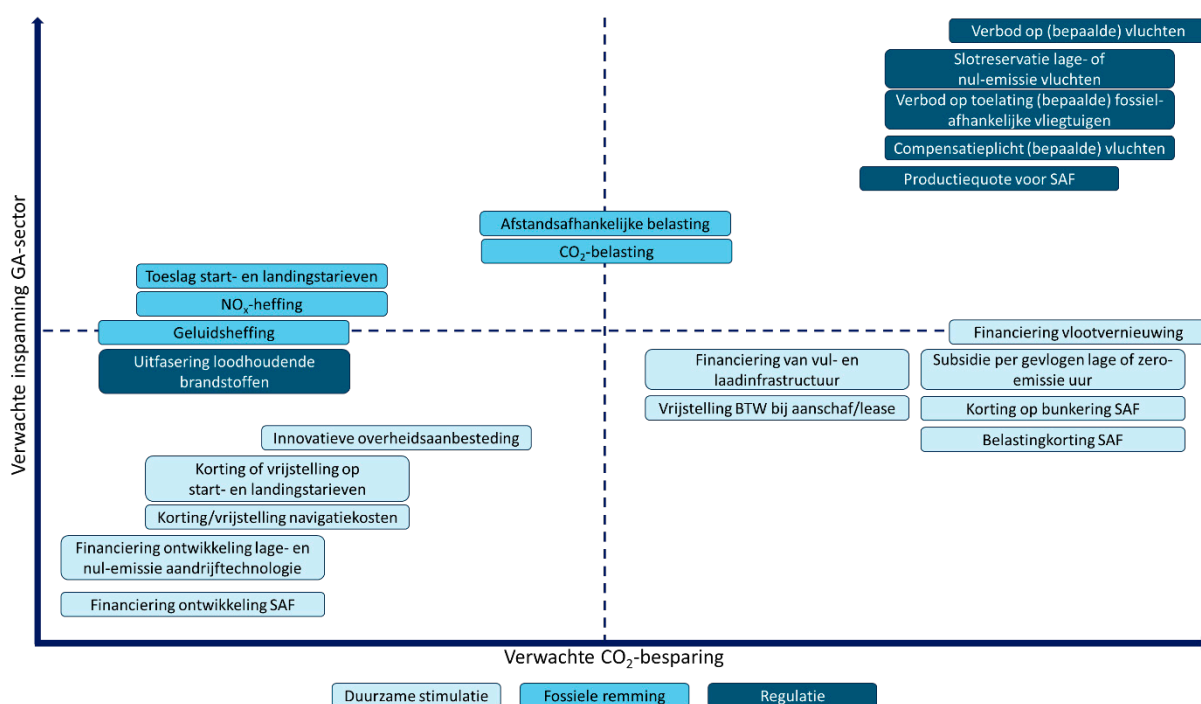 Verbod op (bepaalde) vluchten
Slotreservatie lage- of
nul-emissie vluchten
Verbod op toelating (bepaalde) fossiel-
afhankelijke vliegtuigen
Compensatieplicht (bepaalde) vluchten
Productiequote voor SAF
Afstandsafhankelijke belasting
CO₂-belasting
Toeslag start- en landingstarieven
NOₓ-heffing
Geluidsheffing
Uitfasering loodhoudende
brandstoffen
Financiering vlootvernieuwing
Financiering van vul- en
laadinfrastructuur
Subsidie per gevlogen lage of zero-
emissie uur
Vrijstelling BTW bij aanschaf/lease
Korting op bunkering SAF
Belastingkorting SAF
Innovatieve overheidsaanbesteding
Korting of vrijstelling op
start- en landingstarieven
Korting/vrijstelling navigatiekosten
Financiering ontwikkeling lage- en
nul-emissie aandrijftechnologie
Financiering ontwikkeling SAF
Verwachte inspanning GA-sector
Verwachte CO₂-besparing
Duurzame stimulatie
Fossiele remming
Regulatie